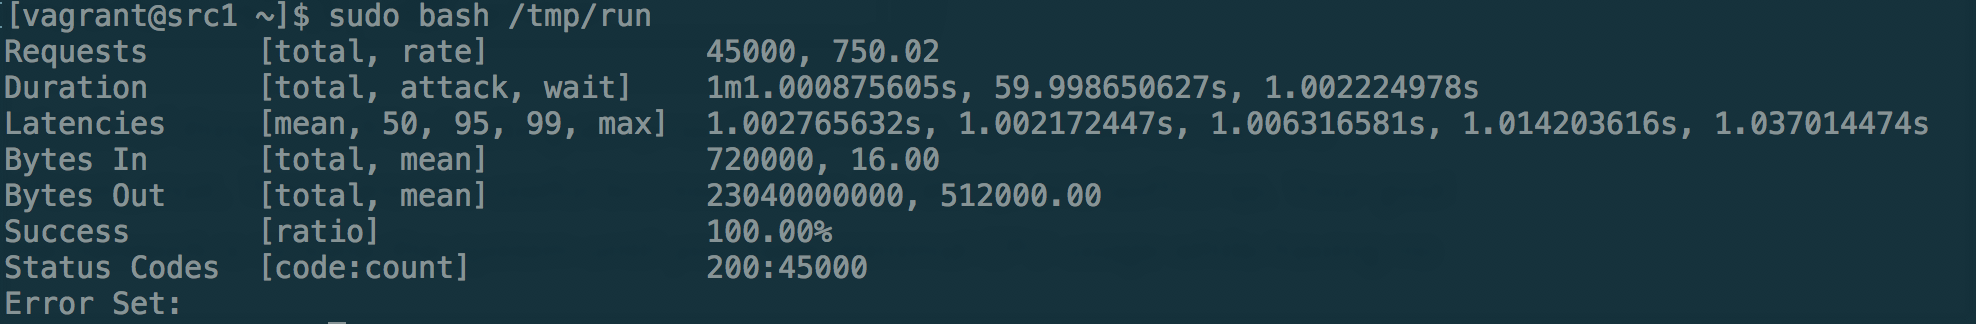 [[vagrant@src1 ~]$ sudo bash /tmp/run
Requests      [total, rate]            45000, 750.02
Duration      [total, attack, wait]    1m1.000875605s, 59.998650627s, 1.002224978s
Latencies     [mean, 50, 95, 99, max]  1.002765632s, 1.002172447s, 1.006316581s, 1.014203616s, 1.037014474s
Bytes In      [total, mean]            720000, 16.00
Bytes Out     [total, mean]            23040000000, 512000.00
Success       [ratio]                  100.00%
Status Codes  [code:count]             200:45000
Error Set: